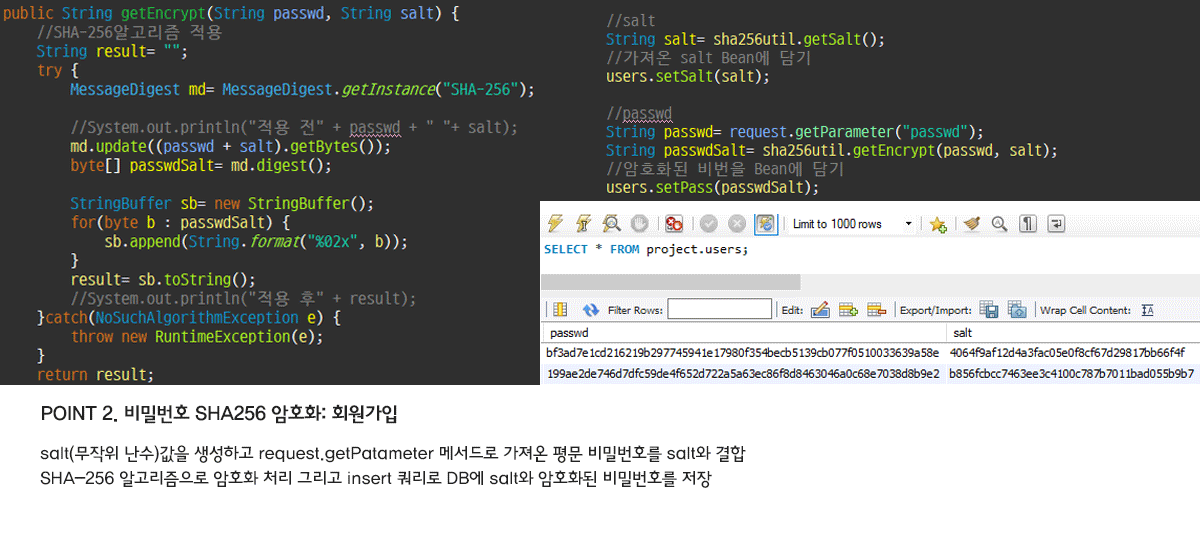 public String getEncrypt(String passwd, String salt) {
//SHA-256알고리즘 적용
String result= "";
try {
MessageDigest md= MessageDigest.getInstance("SHA-256");
//System.out.println("적용 전" + passwd + " "+ salt);
md.update((passwd + salt).getBytes());
byte[] passwdSalt= md.digest();
StringBuffer sb= new StringBuffer();
for(byte b : passwdSalt) {
sb.append(String.format("%02x", b));
}
result= sb.toString();
//System.out.println("적용 후" + result);
}catch(NoSuchAlgorithmException e) {
throw new RuntimeException(e);
}
return result;
//salt
String salt= sha256util.getSalt();
//가져온 salt Bean에 담기
users.setSalt(salt);
//passwd
String passwd= request.getParameter("passwd");
String passwdSalt= sha256util.getEncrypt(passwd, salt);
//암호화된 비번을 Bean에 담기
users.setPass(passwdSalt);
Limit to 1000 rows
SELECT * FROM project.users;
Filter Rows: Edit: Export/Import: Wrap Cell Content:
passwd salt
bf3ad7e1cd216219b297745941e17980f354becb5139cb077f0510033639a58e 4064f9af12d4a3fac05e0f8cf67d29817bb66f4f
199ae2de746d7dfc59de4f652d722a5a63ec86f8d8463046a0c68e7038d8b9e2 b856fcbcc7463ee3c4100c787b7011bad055b9b7
POINT 2. 비밀번호 SHA256 암호화: 회원가입
salt(무작위 난수)값을 생성하고 request.getPatameter 메서드로 가져온 평문 비밀번호를 salt와 결합
SHA-256 알고리즘으로 암호화 처리 그리고 insert 쿼리로 DB에 salt와 암호화된 비밀번호를 저장